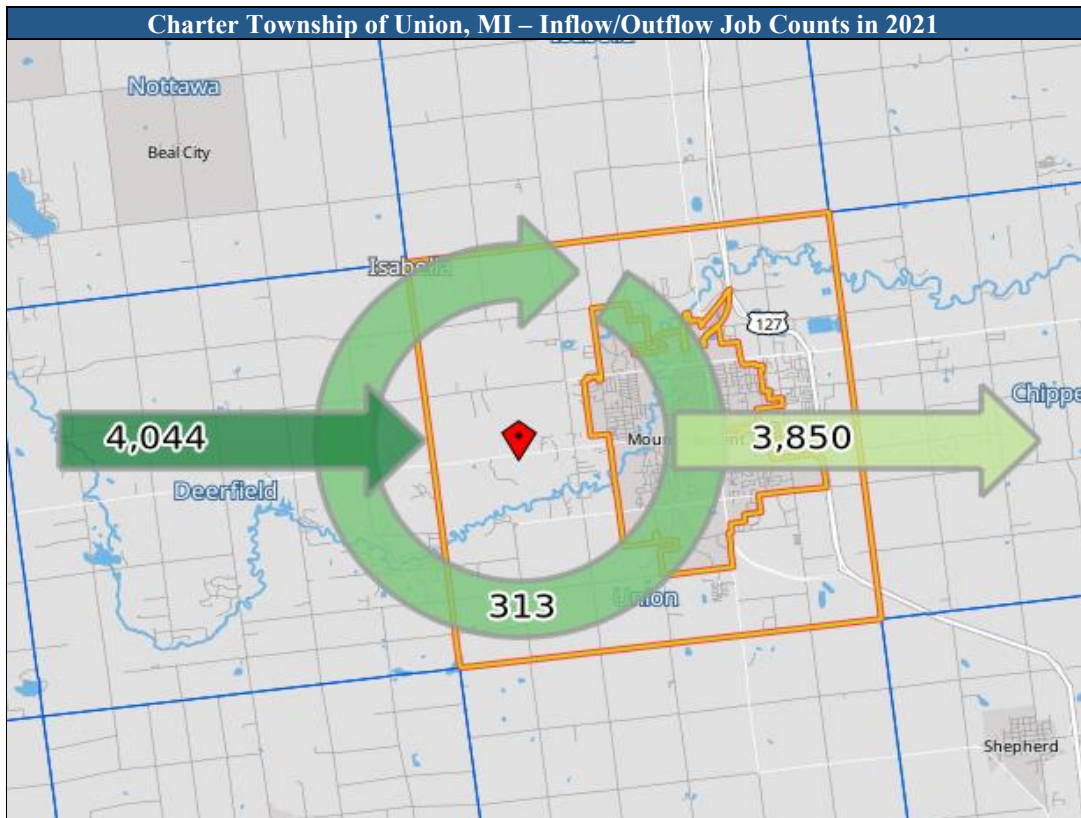 Charter Township of Union, MI – Inflow/Outflow Job Counts in 2021
Nottawa
Beal City
Isabella
127
Chippe
4,044
3,850
Deerfield
313
Union
Shepherd